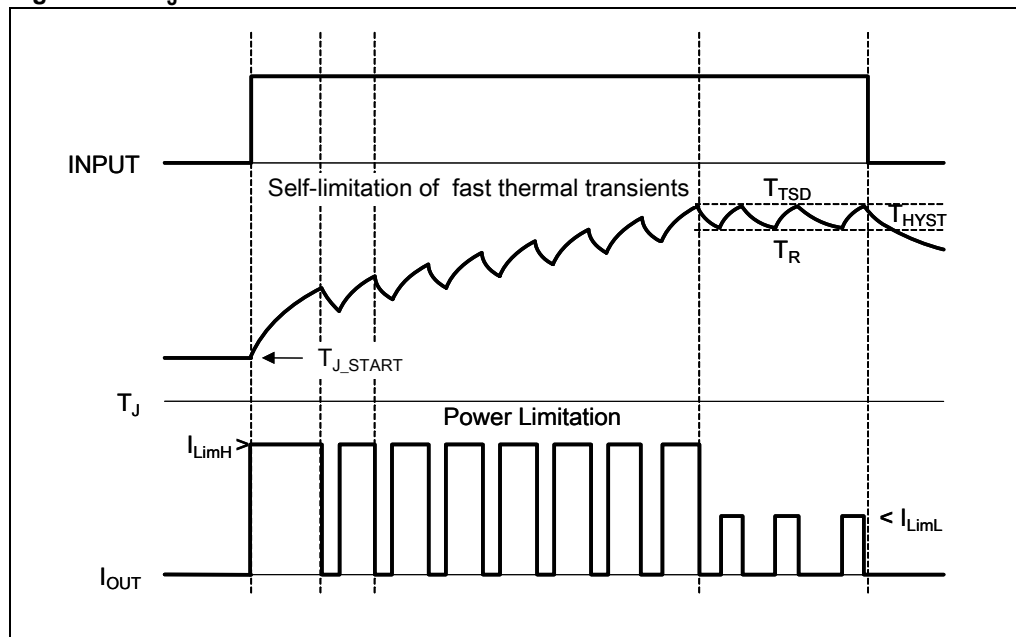 INPUT
Self-limitation of fast thermal transients
T_TSD
T_HYST
T_R
T_J_START
T_J
Power Limitation
I_LimH >
< I_LimL
I_OUT